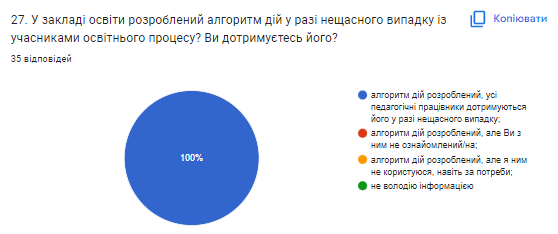 27. У закладі освіти розроблений алгоритм дій у разі нещасного випадку із
Копіювати
учасниками освітнього процесу? Ви дотримуєтесь його?
35 відповідей
100%
алгоритм дій розроблений, усі
педагогічні працівники дотримуються
його у разі нещасного випадку;
алгоритм дій розроблений, але Ви з
ним не ознайомлений/на;
алгоритм дій розроблений, але я ним
не користуюся, навіть за потреби;
не володію інформацією